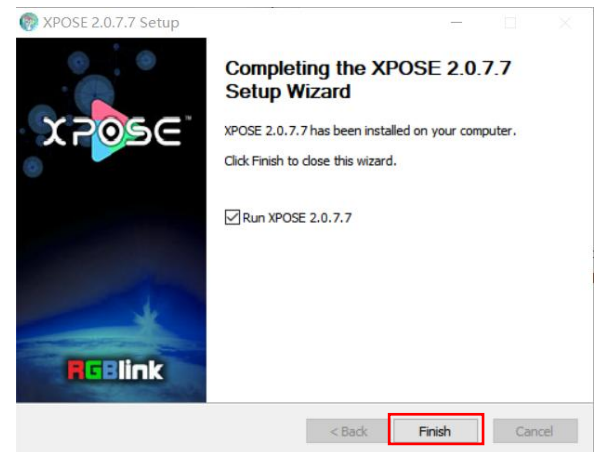 XPOSE 2.0.7.7 Setup
Completing the XPOSE 2.0.7.7
Setup Wizard
XPOSE™
XPOSE 2.0.7.7 has been installed on your computer.
Click Finish to close this wizard.
Run XPOSE 2.0.7.7
RGBlink
< Back
Finish
Cancel